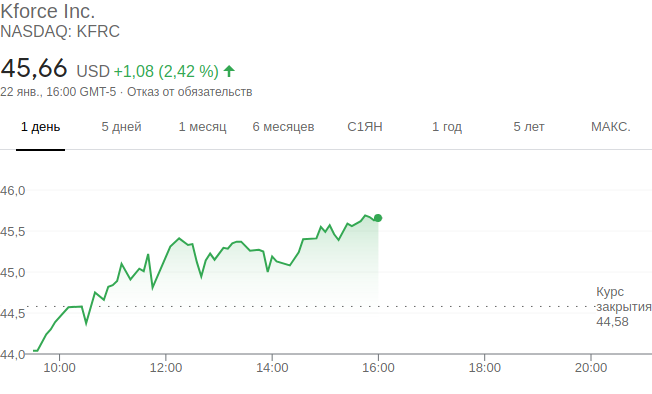 Kforce Inc.
NASDAQ: KFRC
45,66 USD +1,08 (2,42 %)
22 янв., 16:00 GMT-5 · Отказ от обязательств
1 день 5 дней 1 месяц 6 месяцев С1ЯН 1 год 5 лет МАКС.
46,0
45,5
45,0
Курс
закрытия
44,58
44,5
44,0
10:00 12:00 14:00 16:00 18:00 20:00